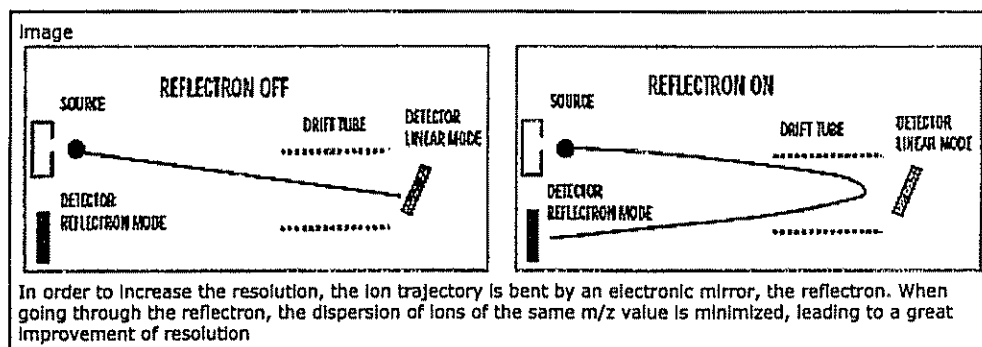 Image
REFLECTRON OFF
SOURCE
DRIFT TUBE
DETECTOR
LINEAR MODE
DETECTOR
REFLECTRON MODE
REFLECTRON ON
SOURCE
DRIFT TUBE
DETECTOR
LINEAR MODE
DETECTOR
REFLECTRON MODE
In order to increase the resolution, the ion trajectory is bent by an electronic mirror, the reflectron. When
going through the reflectron, the dispersion of ions of the same m/z value is minimized, leading to a great
improvement of resolution